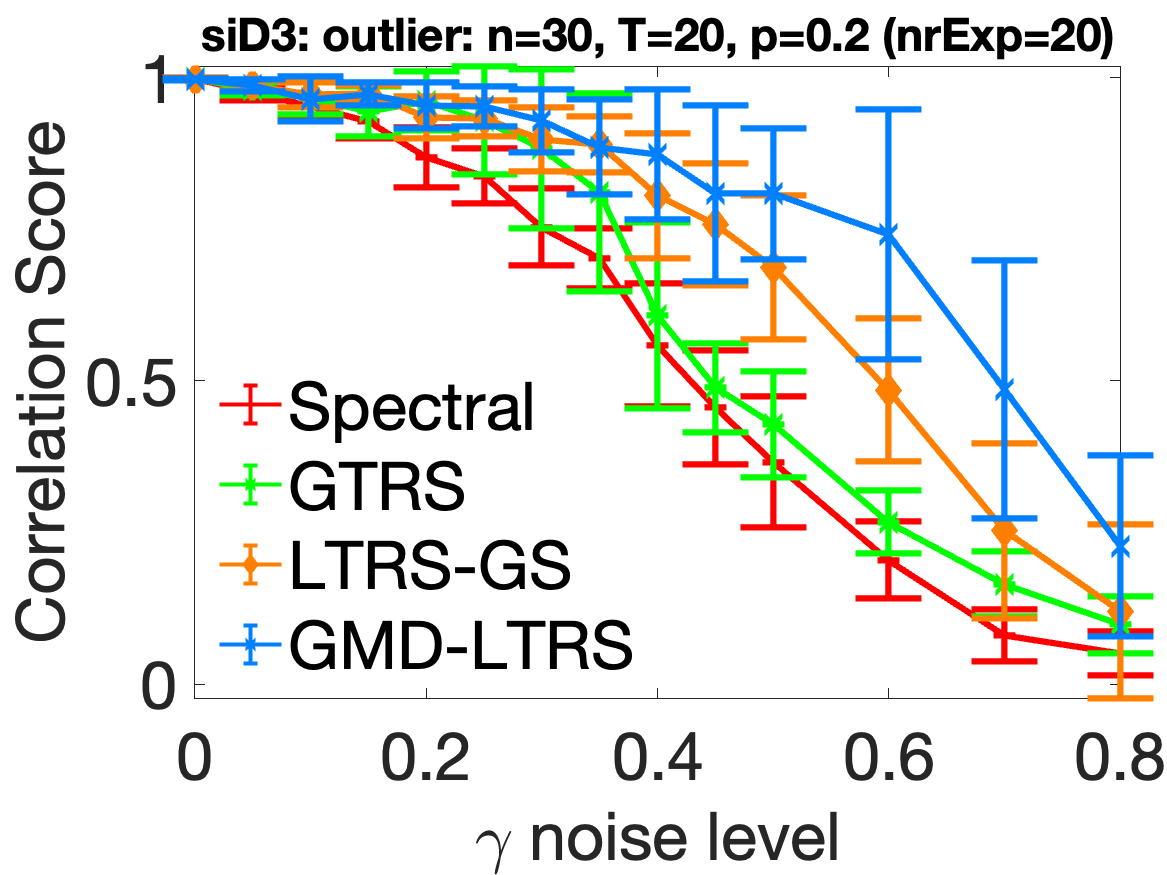 siD3: outlier: n=30, T=20, p=0.2 (nrExp=20)
Correlation Score
1
0.5
0
Spectral
GTRS
LTRS-GS
GMD-LTRS
0 0.2 0.4 0.6 0.8
γ noise level